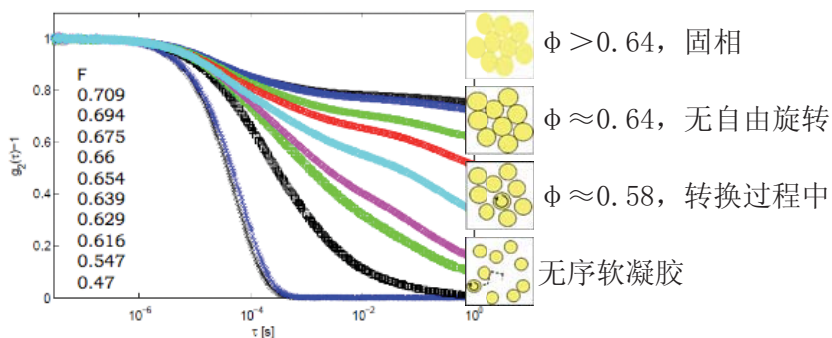 1
0.8
0.6
0.4
0.2
0
g₂(τ)−1
F
0.709
0.694
0.675
0.66
0.654
0.639
0.629
0.616
0.547
0.47
10⁻⁶
10⁻⁴
10⁻²
10⁰
τ [s]
ϕ＞0.64，固相
ϕ≈0.64，无自由旋转
ϕ≈0.58，转换过程中
无序软凝胶